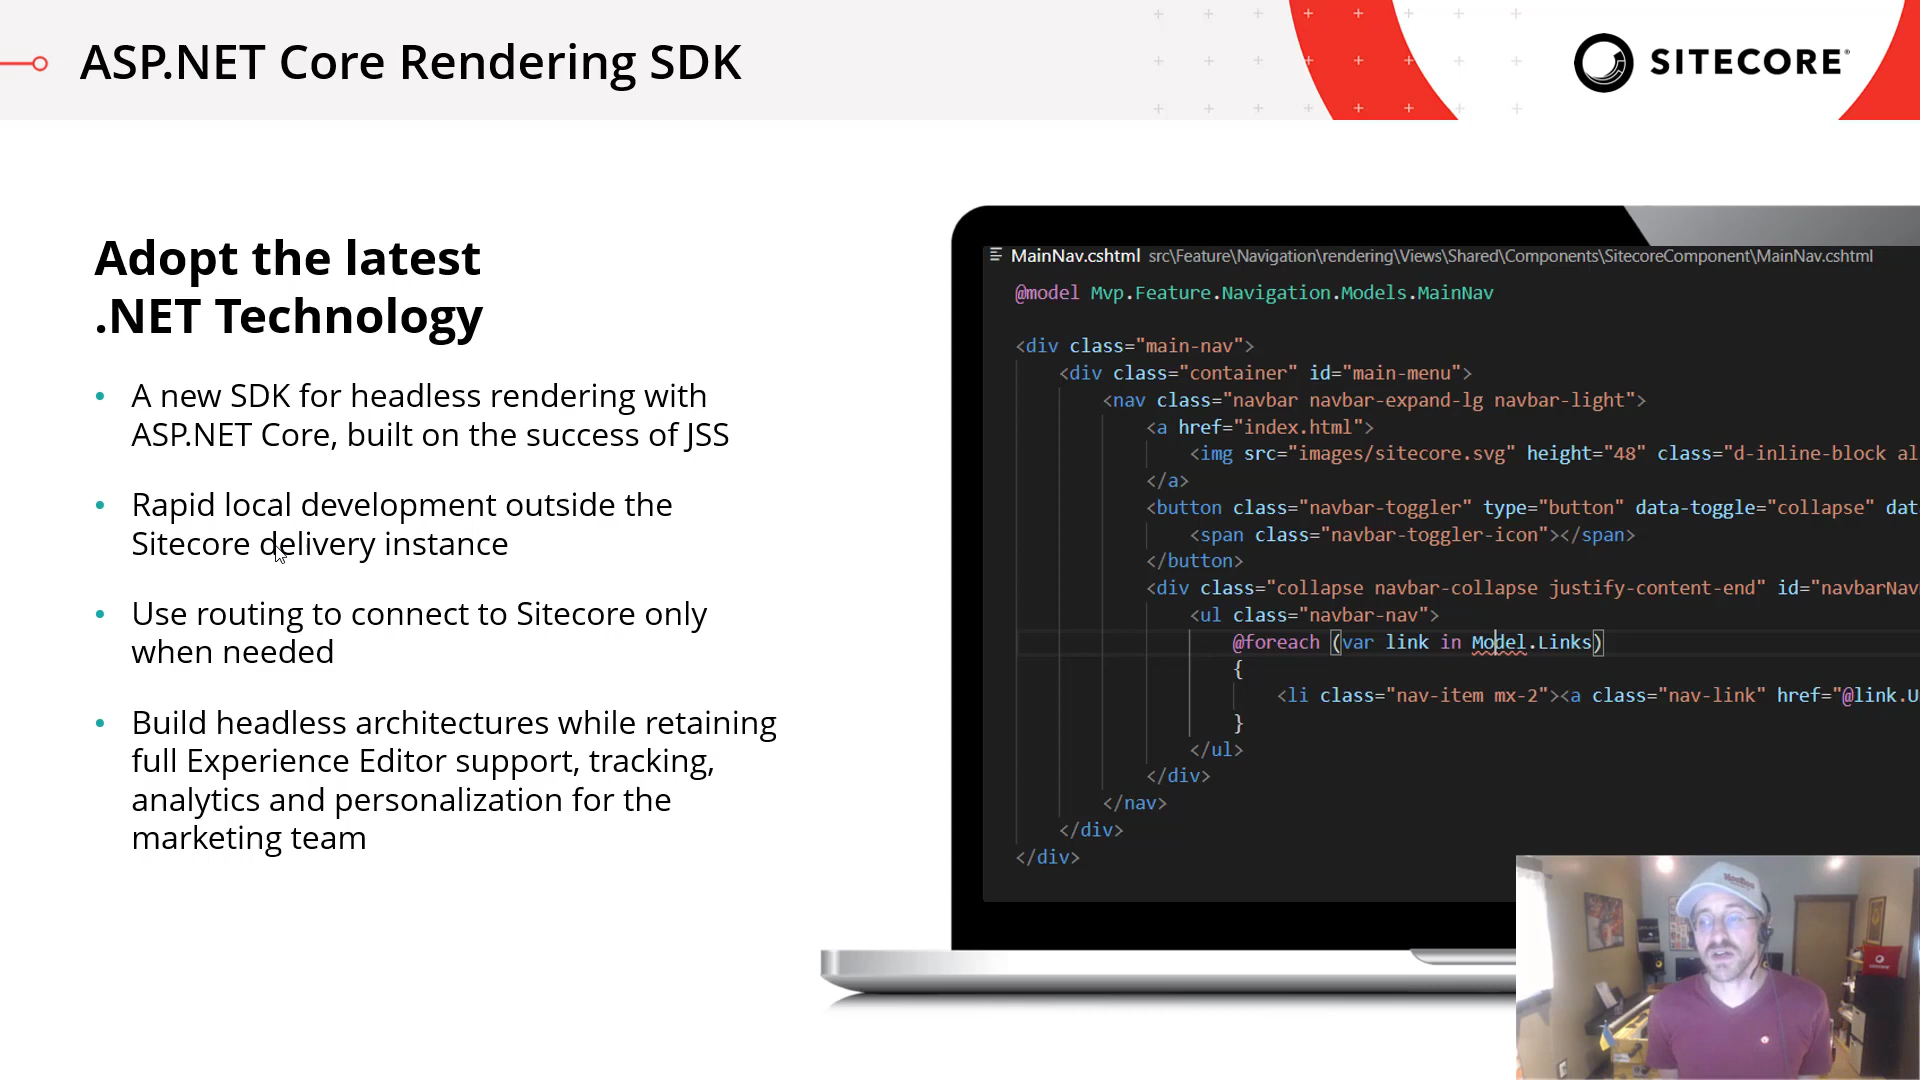 ASP.NET Core Rendering SDK
SITECORE
Adopt the latest
.NET Technology
• A new SDK for headless rendering with
ASP.NET Core, built on the success of JSS
• Rapid local development outside the
Sitecore delivery instance
• Use routing to connect to Sitecore only
when needed
• Build headless architectures while retaining
full Experience Editor support, tracking,
analytics and personalization for the
marketing team
MainNav.cshtml src\Feature\Navigation\rendering\Views\Shared\Components\SitecoreComponent\MainNav.cshtml
@model Mvp.Feature.Navigation.Models.MainNav
<div class="main-nav">
<div class="container" id="main-menu">
<nav class="navbar navbar-expand-lg navbar-light">
<a href="index.html">
<img src="images/sitecore.svg" height="48" class="d-inline-block al
</a>
<button class="navbar-toggler" type="button" data-toggle="collapse" dat
<span class="navbar-toggler-icon"></span>
</button>
<div class="collapse navbar-collapse justify-content-end" id="navbarNav
<ul class="navbar-nav">
@foreach (var link in Model.Links)
{
<li class="nav-item mx-2"><a class="nav-link" href="@link.U
}
</ul>
</div>
</nav>
</div>
</div>